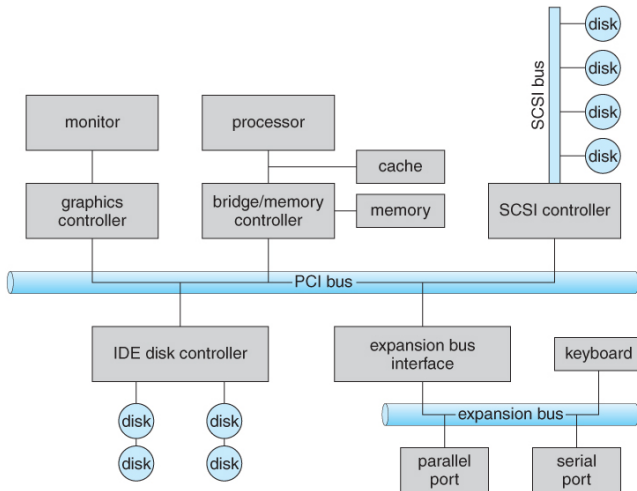 disk
disk
disk
disk
SCSI bus
monitor
processor
cache
graphics
controller
bridge/memory
controller
memory
SCSI controller
PCI bus
IDE disk controller
expansion bus
interface
keyboard
disk
disk
disk
disk
expansion bus
parallel
port
serial
port